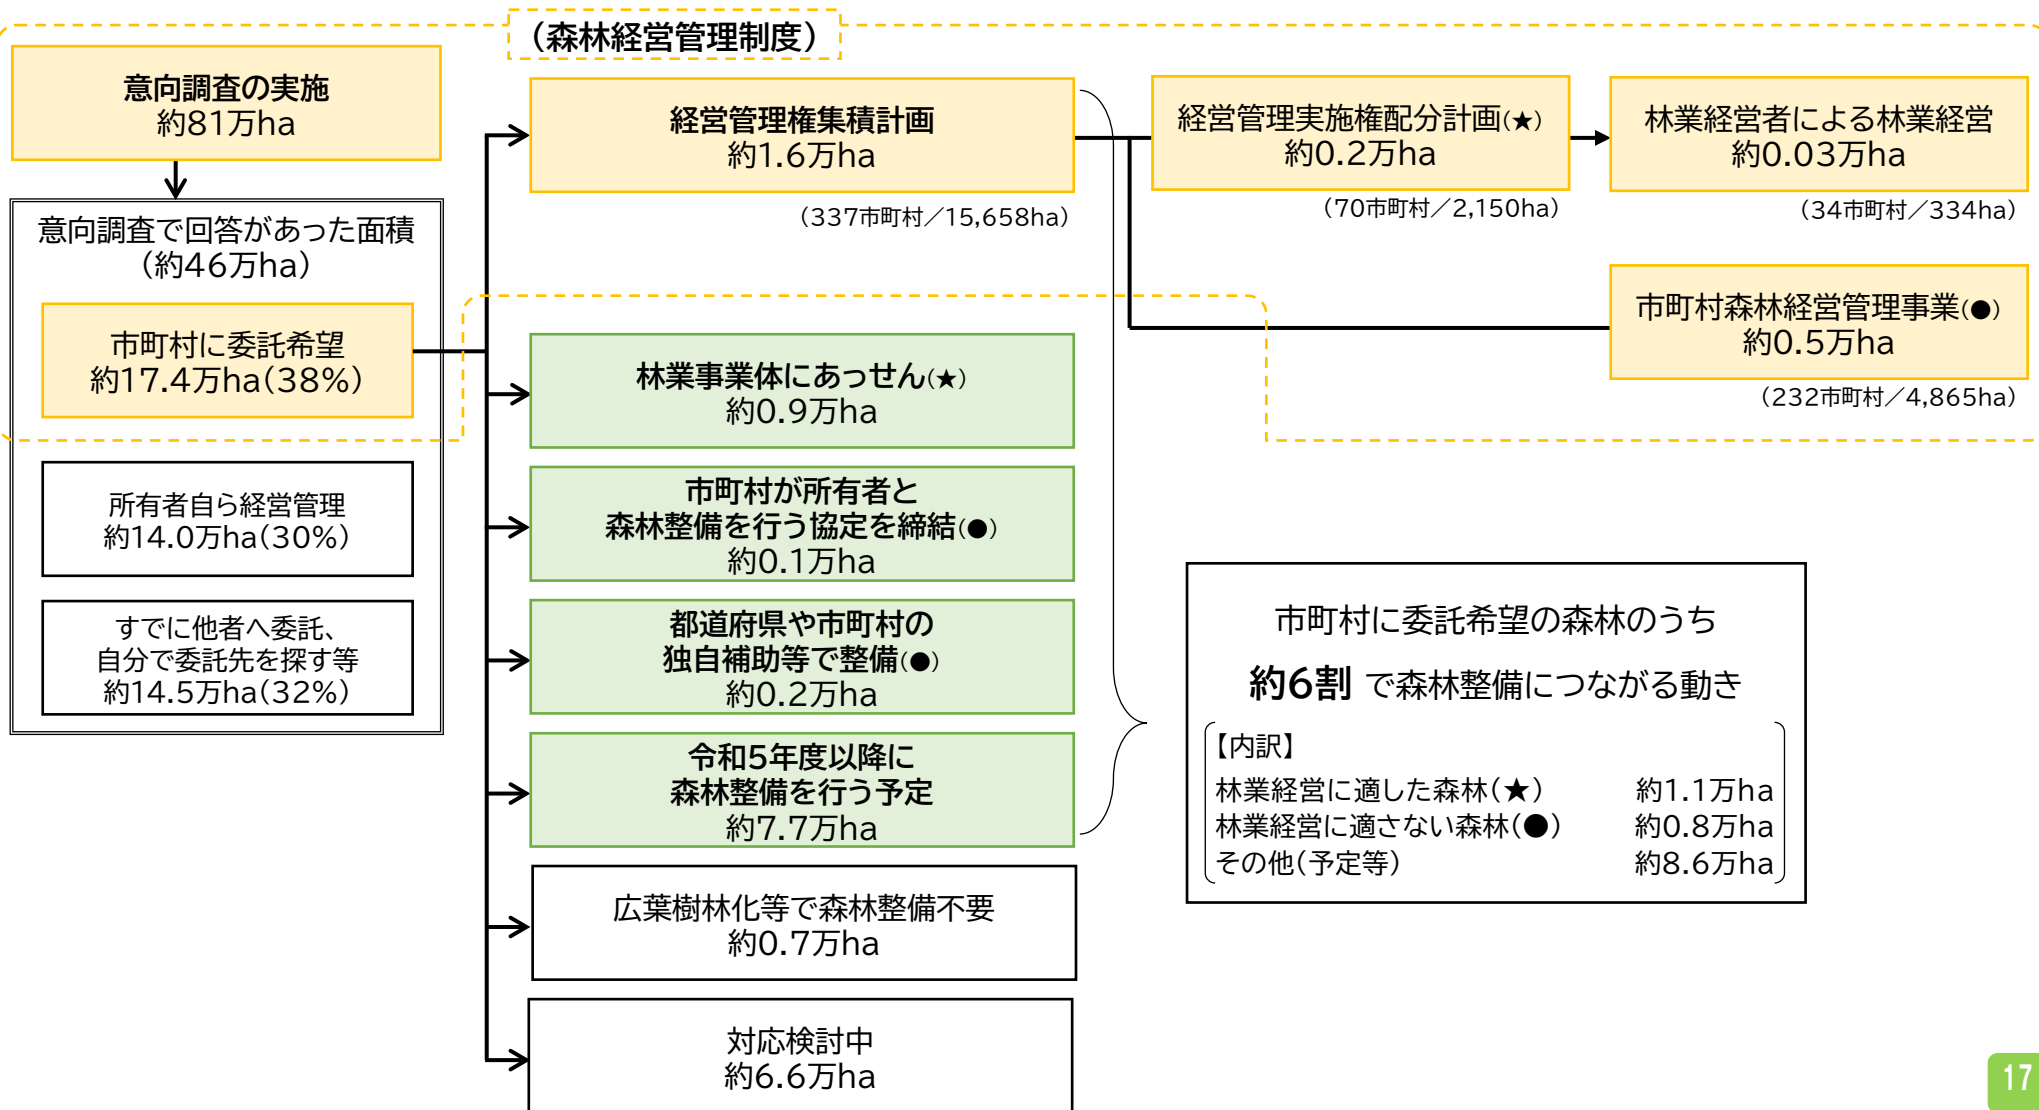 （森林経営管理制度）
意向調査の実施
約81万ha
意向調査で回答があった面積
（約46万ha）
市町村に委託希望
約17.4万ha（38%）
所有者自ら経営管理
約14.0万ha（30%）
すでに他者へ委託、
自分で委託先を探す等
約14.5万ha（32%）
経営管理権集積計画
約1.6万ha
（337市町村／15,658ha）
林業事業体にあっせん（★）
約0.9万ha
市町村が所有者と
森林整備を行う協定を締結（●）
約0.1万ha
都道府県や市町村の
独自補助等で整備（●）
約0.2万ha
令和5年度以降に
森林整備を行う予定
約7.7万ha
広葉樹林化等で森林整備不要
約0.7万ha
対応検討中
約6.6万ha
経営管理実施権配分計画（★）
約0.2万ha
（70市町村／2,150ha）
林業経営者による林業経営
約0.03万ha
（34市町村／334ha）
市町村森林経営管理事業（●）
約0.5万ha
（232市町村／4,865ha）
市町村に委託希望の森林のうち
約6割 で森林整備につながる動き
【内訳】
林業経営に適した森林（★） 約1.1万ha
林業経営に適さない森林（●） 約0.8万ha
その他（予定等） 約8.6万ha
17